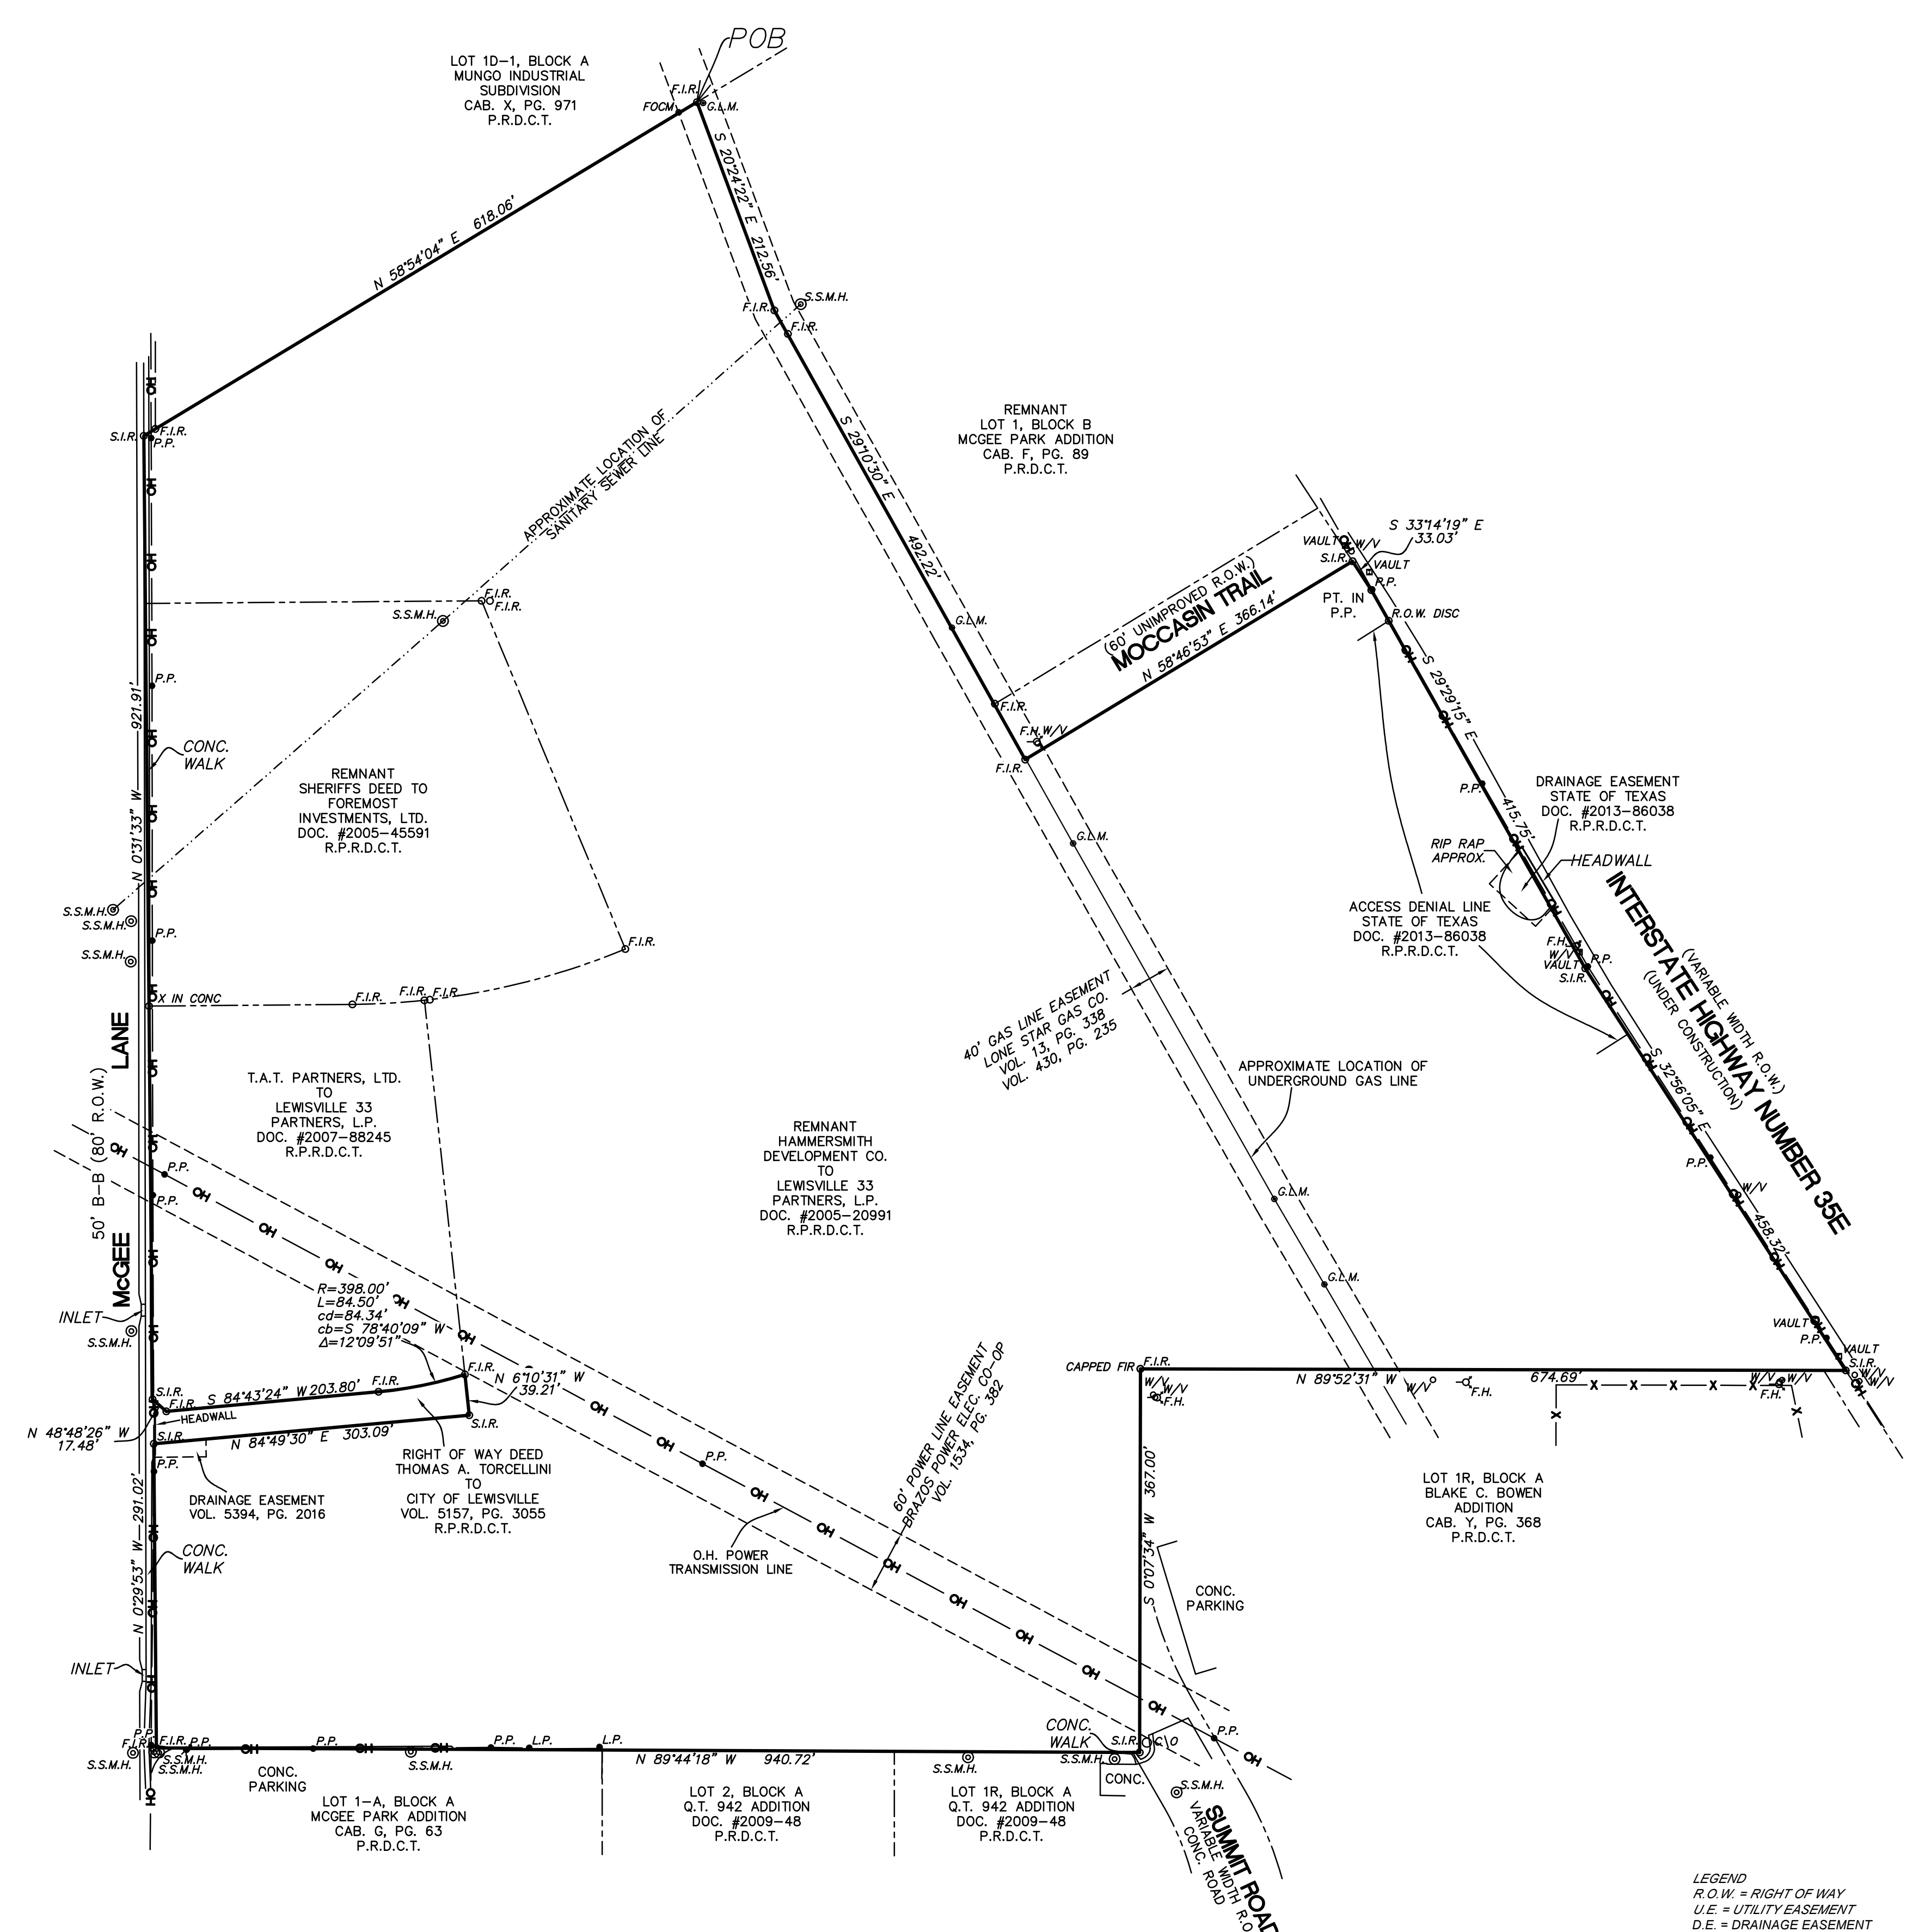 POB
LOT 1D-1, BLOCK A
MUNGO INDUSTRIAL
SUBDIVISION
CAB. X, PG. 971
P.R.D.C.T.
F.I.R.
FOCM
G.L.M.
S 20°24'22" E 212.56'
N 58°54'04" E 618.06'
F.I.R.
S.S.M.H.
F.I.R.
OH
S.I.R.
F.I.R.
P.P.
APPROXIMATE LOCATION OF
SANITARY SEWER LINE
S 29°10'30" E
492.22'
REMNANT
LOT 1, BLOCK B
MCGEE PARK ADDITION
CAB. F, PG. 89
P.R.D.C.T.
S 33°14'19" E
33.03'
VAULT
W/V
S.I.R.
VAULT
P.P.
PT. IN
P.P.
R.O.W. DISC
(60' UNIMPROVED R.O.W.)
MOCCASIN TRAIL
N 58°46'53" E 366.14'
F.I.R.
F.I.R.
S.S.M.H.
G.L.M.
S 29°29'15" E
415.75'
P.P.
N 0°31'33" W
921.91'
F.I.R.
F.H. W/V
F.I.R.
CONC.
WALK
REMNANT
SHERIFFS DEED TO
FOREMOST
INVESTMENTS, LTD.
DOC. #2005-45591
R.P.R.D.C.T.
P.P.
DRAINAGE EASEMENT
STATE OF TEXAS
DOC. #2013-86038
R.P.R.D.C.T.
G.L.M.
RIP RAP
APPROX.
HEADWALL
ACCESS DENIAL LINE
STATE OF TEXAS
DOC. #2013-86038
R.P.R.D.C.T.
S.S.M.H.
S.S.M.H.
P.P.
S.S.M.H.
F.I.R.
F.H.
W/V
VAULT
P.P.
S.I.R.
INTERSTATE HIGHWAY NUMBER 35E
(VARIABLE WIDTH R.O.W.)
(UNDER CONSTRUCTION)
X IN CONC
F.I.R.
F.I.R.
F.I.R.
40' GAS LINE EASEMENT
LONE STAR GAS CO.
VOL. 13, PG. 338
VOL. 430, PG. 235
McGEE LANE
50' B-B (80' R.O.W.)
T.A.T. PARTNERS, LTD.
TO
LEWISVILLE 33
PARTNERS, L.P.
DOC. #2007-88245
R.P.R.D.C.T.
APPROXIMATE LOCATION OF
UNDERGROUND GAS LINE
S 32°56'05" E
458.32'
P.P.
W/V
REMNANT
HAMMERSMITH
DEVELOPMENT CO.
TO
LEWISVILLE 33
PARTNERS, L.P.
DOC. #2005-20991
R.P.R.D.C.T.
P.P.
P.P.
G.L.M.
G.L.M.
R=398.00'
L=84.50'
cd=84.34'
cb=S 78°40'09" W
Δ=12°09'51"
INLET
S.S.M.H.
VAULT
P.P.
VAULT
S.I.R.
W/V
W/V
CAPPED FIR
F.I.R.
N 89°52'31" W
674.69'
W/V
F.H.
W/V
W/V
F.H.
W/V
F.H.
X
F.I.R.
N 6°10'31" W
39.21'
S.I.R.
S 84°43'24" W 203.80'
F.I.R.
F.I.R.
N 48°48'26" W
17.48'
HEADWALL
S.I.R.
N 84°49'30" E 303.09'
S.I.R.
P.P.
DRAINAGE EASEMENT
VOL. 5394, PG. 2016
RIGHT OF WAY DEED
THOMAS A. TORCELLINI
TO
CITY OF LEWISVILLE
VOL. 5157, PG. 3055
R.P.R.D.C.T.
P.P.
60' POWER LINE EASEMENT
BRAZOS POWER ELEC. CO-OP
VOL. 1534, PG. 382
S 0°07'34" W 367.00'
LOT 1R, BLOCK A
BLAKE C. BOWEN
ADDITION
CAB. Y, PG. 368
P.R.D.C.T.
N 0°29'53" W
291.02'
CONC.
WALK
O.H. POWER
TRANSMISSION LINE
CONC.
PARKING
INLET
P.P.
F.I.R.
F.I.R.
P.P.
S.S.M.H.
S.S.M.H.
S.S.M.H.
CONC.
PARKING
P.P.
S.S.M.H.
P.P.
L.P.
L.P.
N 89°44'18" W 940.72'
S.S.M.H.
CONC.
WALK
S.I.R.
C\O
S.S.M.H.
CONC.
P.P.
S.S.M.H.
LOT 1-A, BLOCK A
MCGEE PARK ADDITION
CAB. G, PG. 63
P.R.D.C.T.
LOT 2, BLOCK A
Q.T. 942 ADDITION
DOC. #2009-48
P.R.D.C.T.
LOT 1R, BLOCK A
Q.T. 942 ADDITION
DOC. #2009-48
P.R.D.C.T.
SUMMIT ROAD
VARIABLE WIDTH R.O.
CONC. ROAD
LEGEND
R.O.W. = RIGHT OF WAY
U.E. = UTILITY EASEMENT
D.E. = DRAINAGE EASEMENT